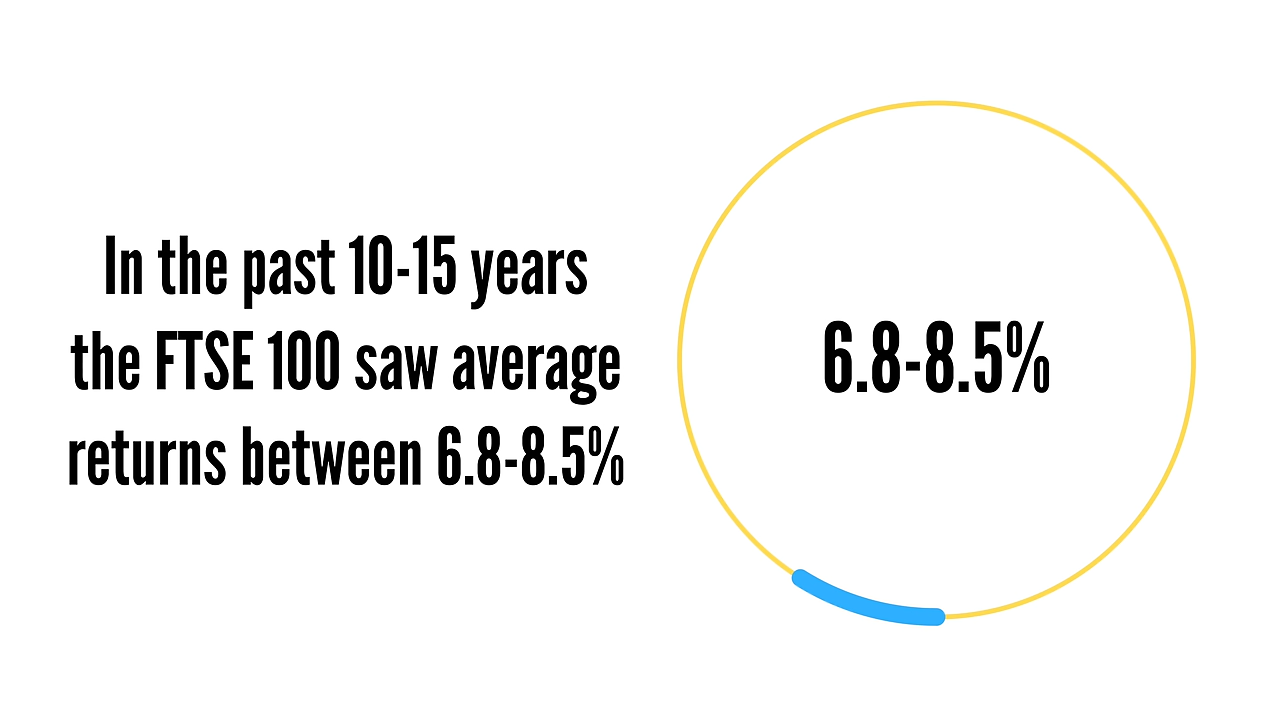 In the past 10-15 years
the FTSE 100 saw average
returns between 6.8-8.5%
6.8-8.5%